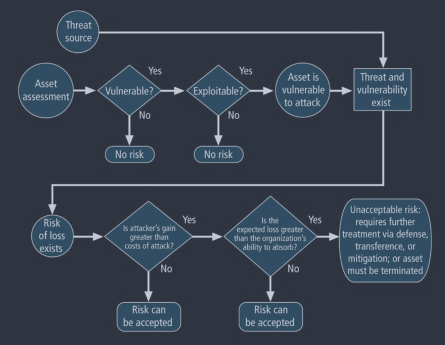 Threat
source
Asset
assessment
Vulnerable?
Yes
No
No risk
Exploitable?
Yes
No
No risk
Asset is
vulnerable
to attack
Threat and
vulnerability
exist
Risk
of loss
exists
Is attacker's gain
greater than
costs of attack?
Yes
No
Risk can
be accepted
Is the
expected loss greater
than the organization's
ability to absorb?
Yes
No
Risk can
be accepted
Unacceptable risk:
requires further
treatment via defense,
transference, or
mitigation; or asset
must be terminated